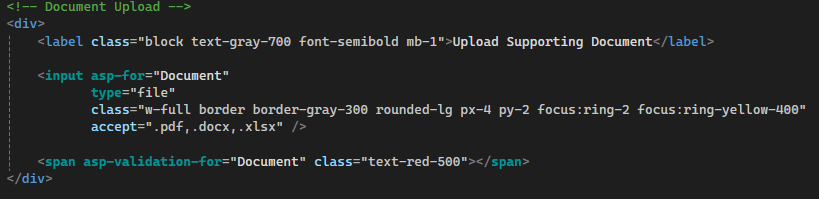 <!-- Document Upload -->
<div>
    <label class="block text-gray-700 font-semibold mb-1">Upload Supporting Document</label>

    <input asp-for="Document"
           type="file"
           class="w-full border border-gray-300 rounded-lg px-4 py-2 focus:ring-2 focus:ring-yellow-400"
           accept=".pdf,.docx,.xlsx" />

    <span asp-validation-for="Document" class="text-red-500"></span>
</div>